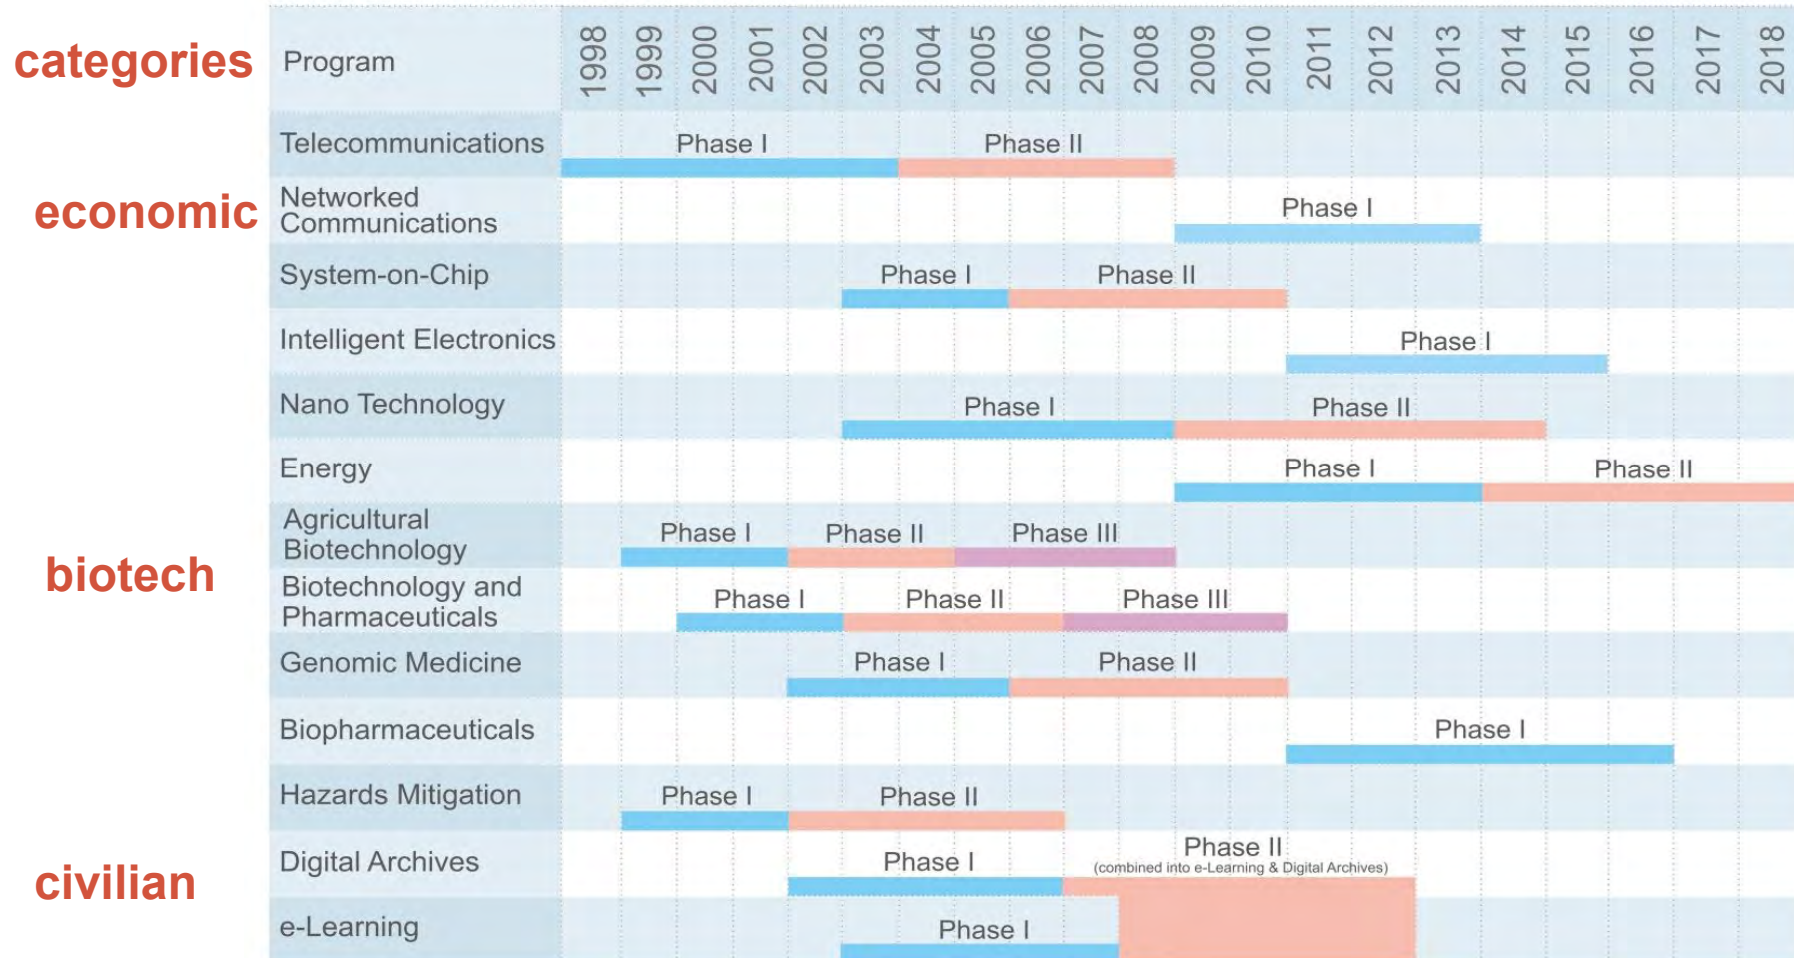 categories
Program
1998 1999 2000 2001 2002 2003 2004 2005 2006 2007 2008 2009 2010 2011 2012 2013 2014 2015 2016 2017 2018
Telecommunications
Phase I Phase II
economic
Networked
Communications
Phase I
System-on-Chip
Phase I Phase II
Intelligent Electronics
Phase I
Nano Technology
Phase I Phase II
Energy
Phase I Phase II
biotech
Agricultural
Biotechnology
Phase I Phase II Phase III
Biotechnology and
Pharmaceuticals
Phase I Phase II Phase III
Genomic Medicine
Phase I Phase II
Biopharmaceuticals
Phase I
Hazards Mitigation
Phase I Phase II
civilian
Digital Archives
Phase I Phase II
(combined into e-Learning & Digital Archives)
e-Learning
Phase I